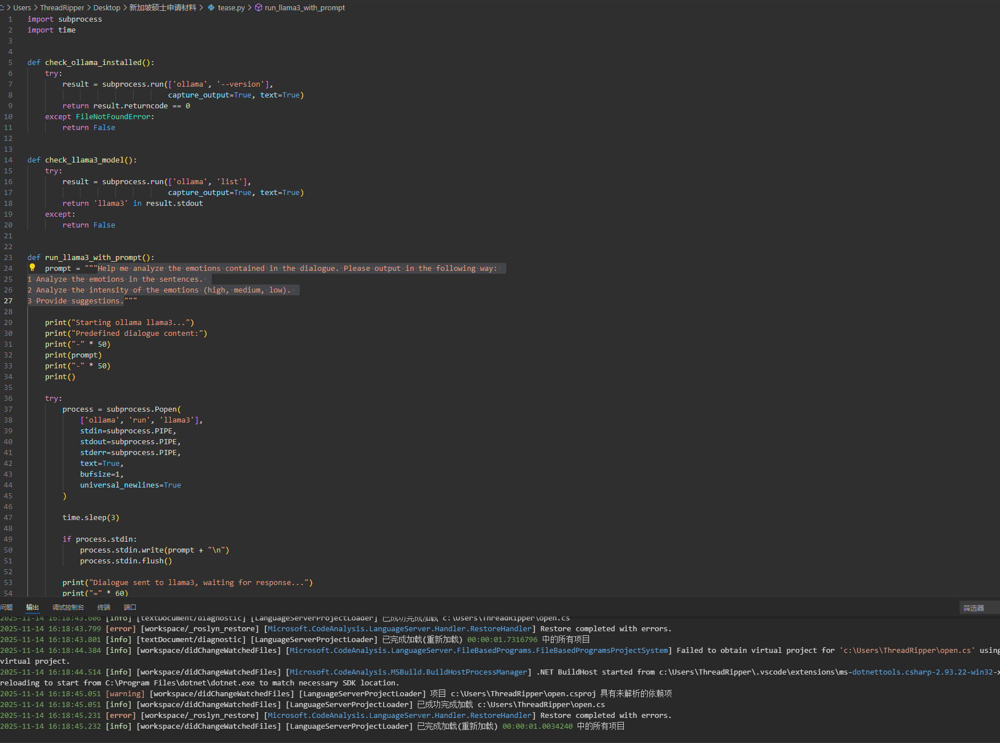 C: > Users > ThreadRipper > Desktop > 新加坡硕士申请材料 > tease.py > run_llama3_with_prompt
1 import subprocess
2 import time
3
4
5 def check_ollama_installed():
6 try:
7 result = subprocess.run(['ollama', '--version'],
8 capture_output=True, text=True)
9 return result.returncode == 0
10 except FileNotFoundError:
11 return False
12
13
14 def check_llama3_model():
15 try:
16 result = subprocess.run(['ollama', 'list'],
17 capture_output=True, text=True)
18 return 'llama3' in result.stdout
19 except:
20 return False
21
22
23 def run_llama3_with_prompt():
24 prompt = """Help me analyze the emotions contained in the dialogue. Please output in the following way:
25 1 Analyze the emotions in the sentences.
26 2 Analyze the intensity of the emotions (high, medium, low).
27 3 Provide suggestions."""
28
29 print("Starting ollama llama3...")
30 print("Predefined dialogue content:")
31 print("-" * 50)
32 print(prompt)
33 print("-" * 50)
34 print()
35
36 try:
37 process = subprocess.Popen(
38 ['ollama', 'run', 'llama3'],
39 stdin=subprocess.PIPE,
40 stdout=subprocess.PIPE,
41 stderr=subprocess.PIPE,
42 text=True,
43 bufsize=1,
44 universal_newlines=True
45 )
46
47 time.sleep(3)
48
49 if process.stdin:
50 process.stdin.write(prompt + "\n")
51 process.stdin.flush()
52
53 print("Dialogue sent to llama3, waiting for response...")
54 print("=" * 60)
问题 输出 调试控制台 终端 端口 筛选器
2025-11-14 16:18:43.606 [info] [textDocument/diagnostic] [LanguageServerProjectLoader] 已成功完成加载 c:\Users\ThreadRipper\open.cs
2025-11-14 16:18:43.799 [error] [workspace/_roslyn_restore] [Microsoft.CodeAnalysis.LanguageServer.Handler.RestoreHandler] Restore completed with errors.
2025-11-14 16:18:43.801 [info] [textDocument/diagnostic] [LanguageServerProjectLoader] 已完成加载(重新加载) 00:00:01.7316796 中的所有项目
2025-11-14 16:18:44.384 [info] [workspace/didChangeWatchedFiles] [Microsoft.CodeAnalysis.LanguageServer.FileBasedPrograms.FileBasedProgramsProjectSystem] Failed to obtain virtual project for 'c:\Users\ThreadRipper\open.cs' using
virtual project.
2025-11-14 16:18:44.514 [info] [workspace/didChangeWatchedFiles] [Microsoft.CodeAnalysis.MSBuild.BuildHostProcessManager] .NET BuildHost started from c:\Users\ThreadRipper\.vscode\extensions\ms-dotnettools.csharp-2.93.22-win32-x
reloading to start from C:\Program Files\dotnet\dotnet.exe to match necessary SDK location.
2025-11-14 16:18:45.051 [warning] [workspace/didChangeWatchedFiles] [LanguageServerProjectLoader] 项目 c:\Users\ThreadRipper\open.csproj 具有未解析的依赖项
2025-11-14 16:18:45.051 [info] [workspace/didChangeWatchedFiles] [LanguageServerProjectLoader] 已成功完成加载 c:\Users\ThreadRipper\open.cs
2025-11-14 16:18:45.231 [error] [workspace/_roslyn_restore] [Microsoft.CodeAnalysis.LanguageServer.Handler.RestoreHandler] Restore completed with errors.
2025-11-14 16:18:45.232 [info] [workspace/didChangeWatchedFiles] [LanguageServerProjectLoader] 已完成加载(重新加载) 00:00:01.0034240 中的所有项目